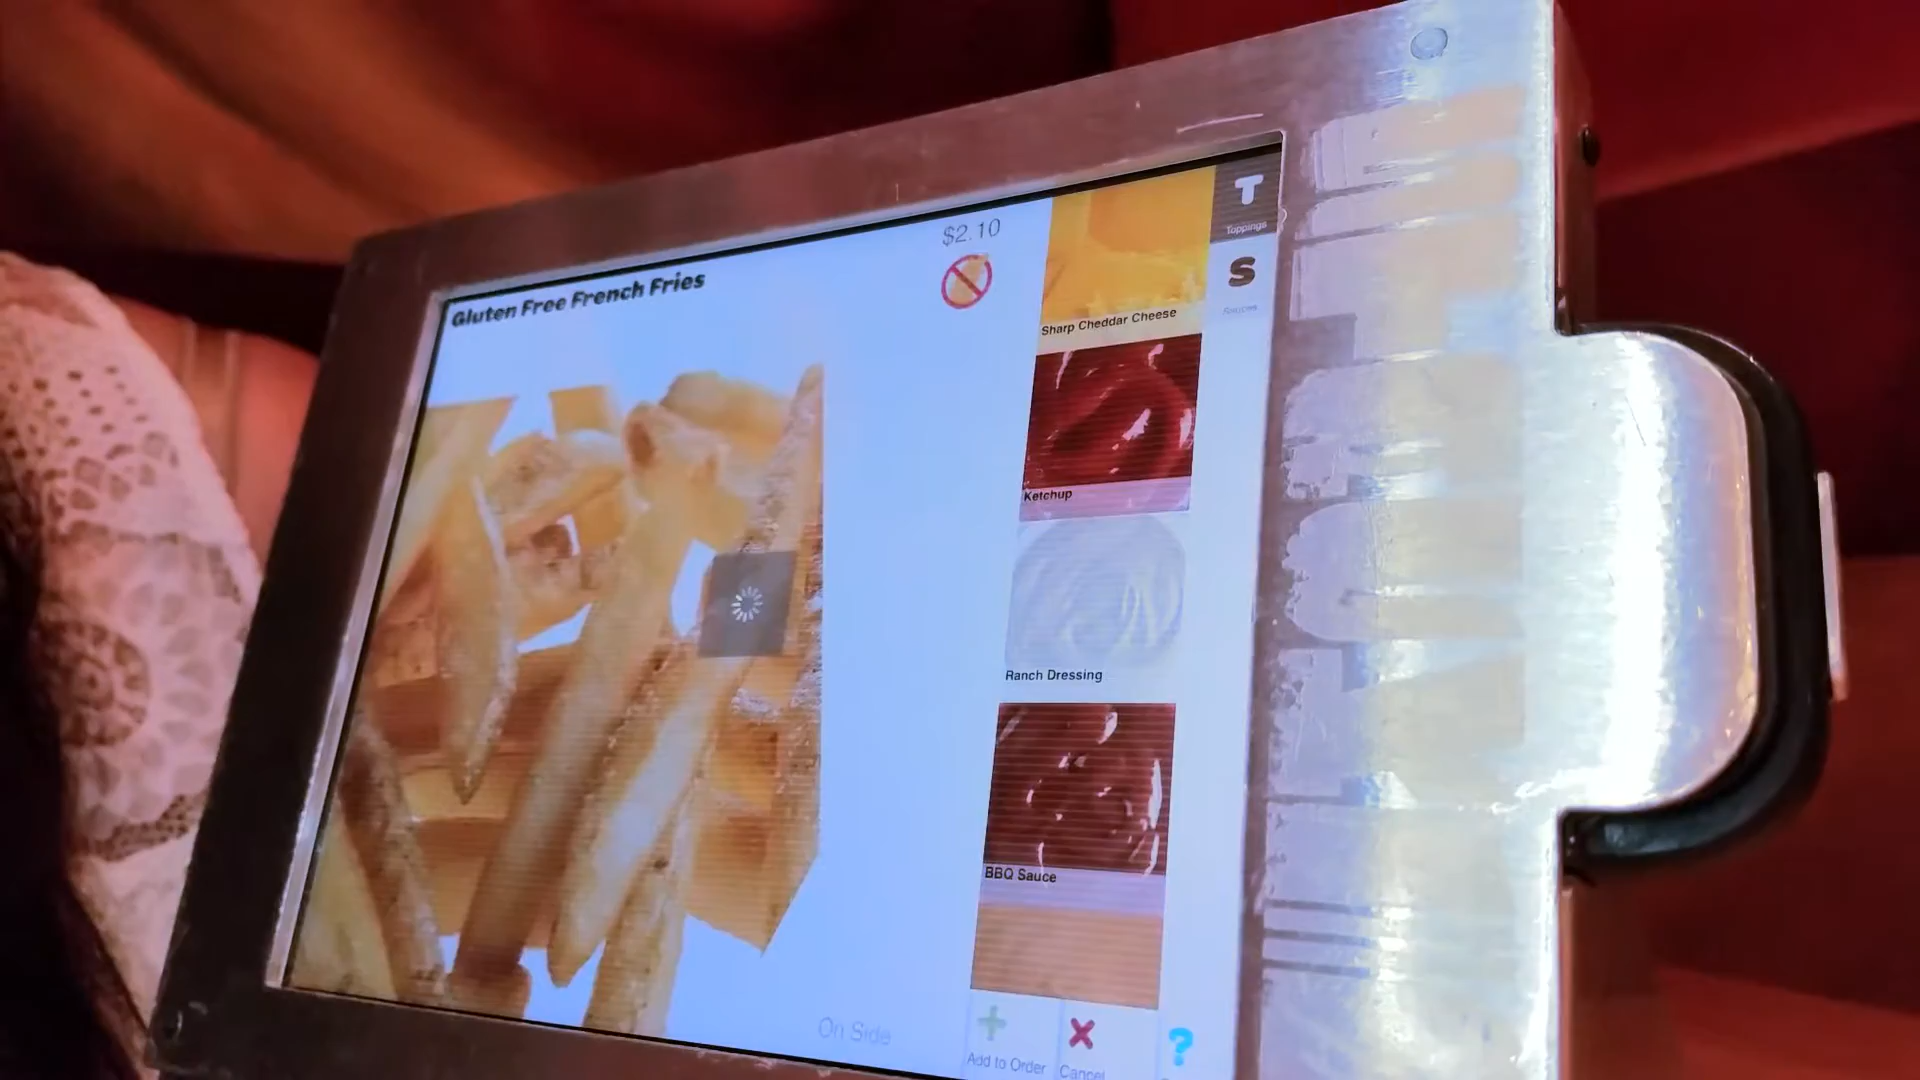 $2.10
Gluten Free French Fries
T
Toppings
S
Sauces
Sharp Cheddar Cheese
Ketchup
Ranch Dressing
BBQ Sauce
On Side
Add to Order
Cancel
?